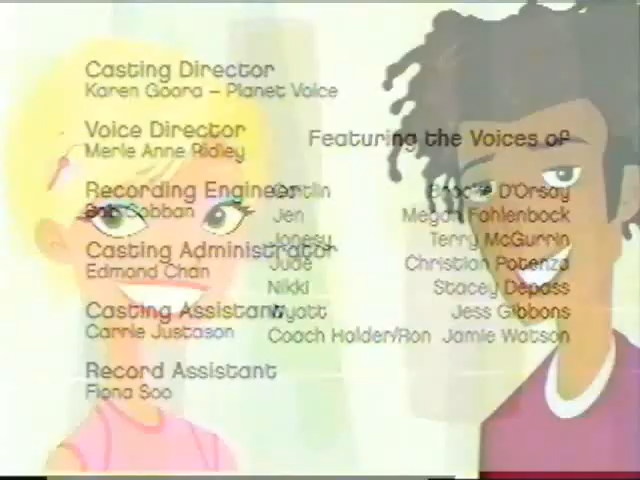 Casting Director
Karen Goora – Planet Voice
Voice Director
Merle Anne Ridley
Recording Engineer
Bob Cobban
Casting Administrator
Edmond Chan
Casting Assistant
Carrie Justason
Record Assistant
Fiona Soo
Featuring the Voices of
Caitlin Brooke D'Orsay
Jen Megan Fahlenbock
Jonesy Terry McGurrin
Jude Christian Potenza
Nikki Stacey Depass
Wyatt Jess Gibbons
Coach Halder/Ron Jamie Watson